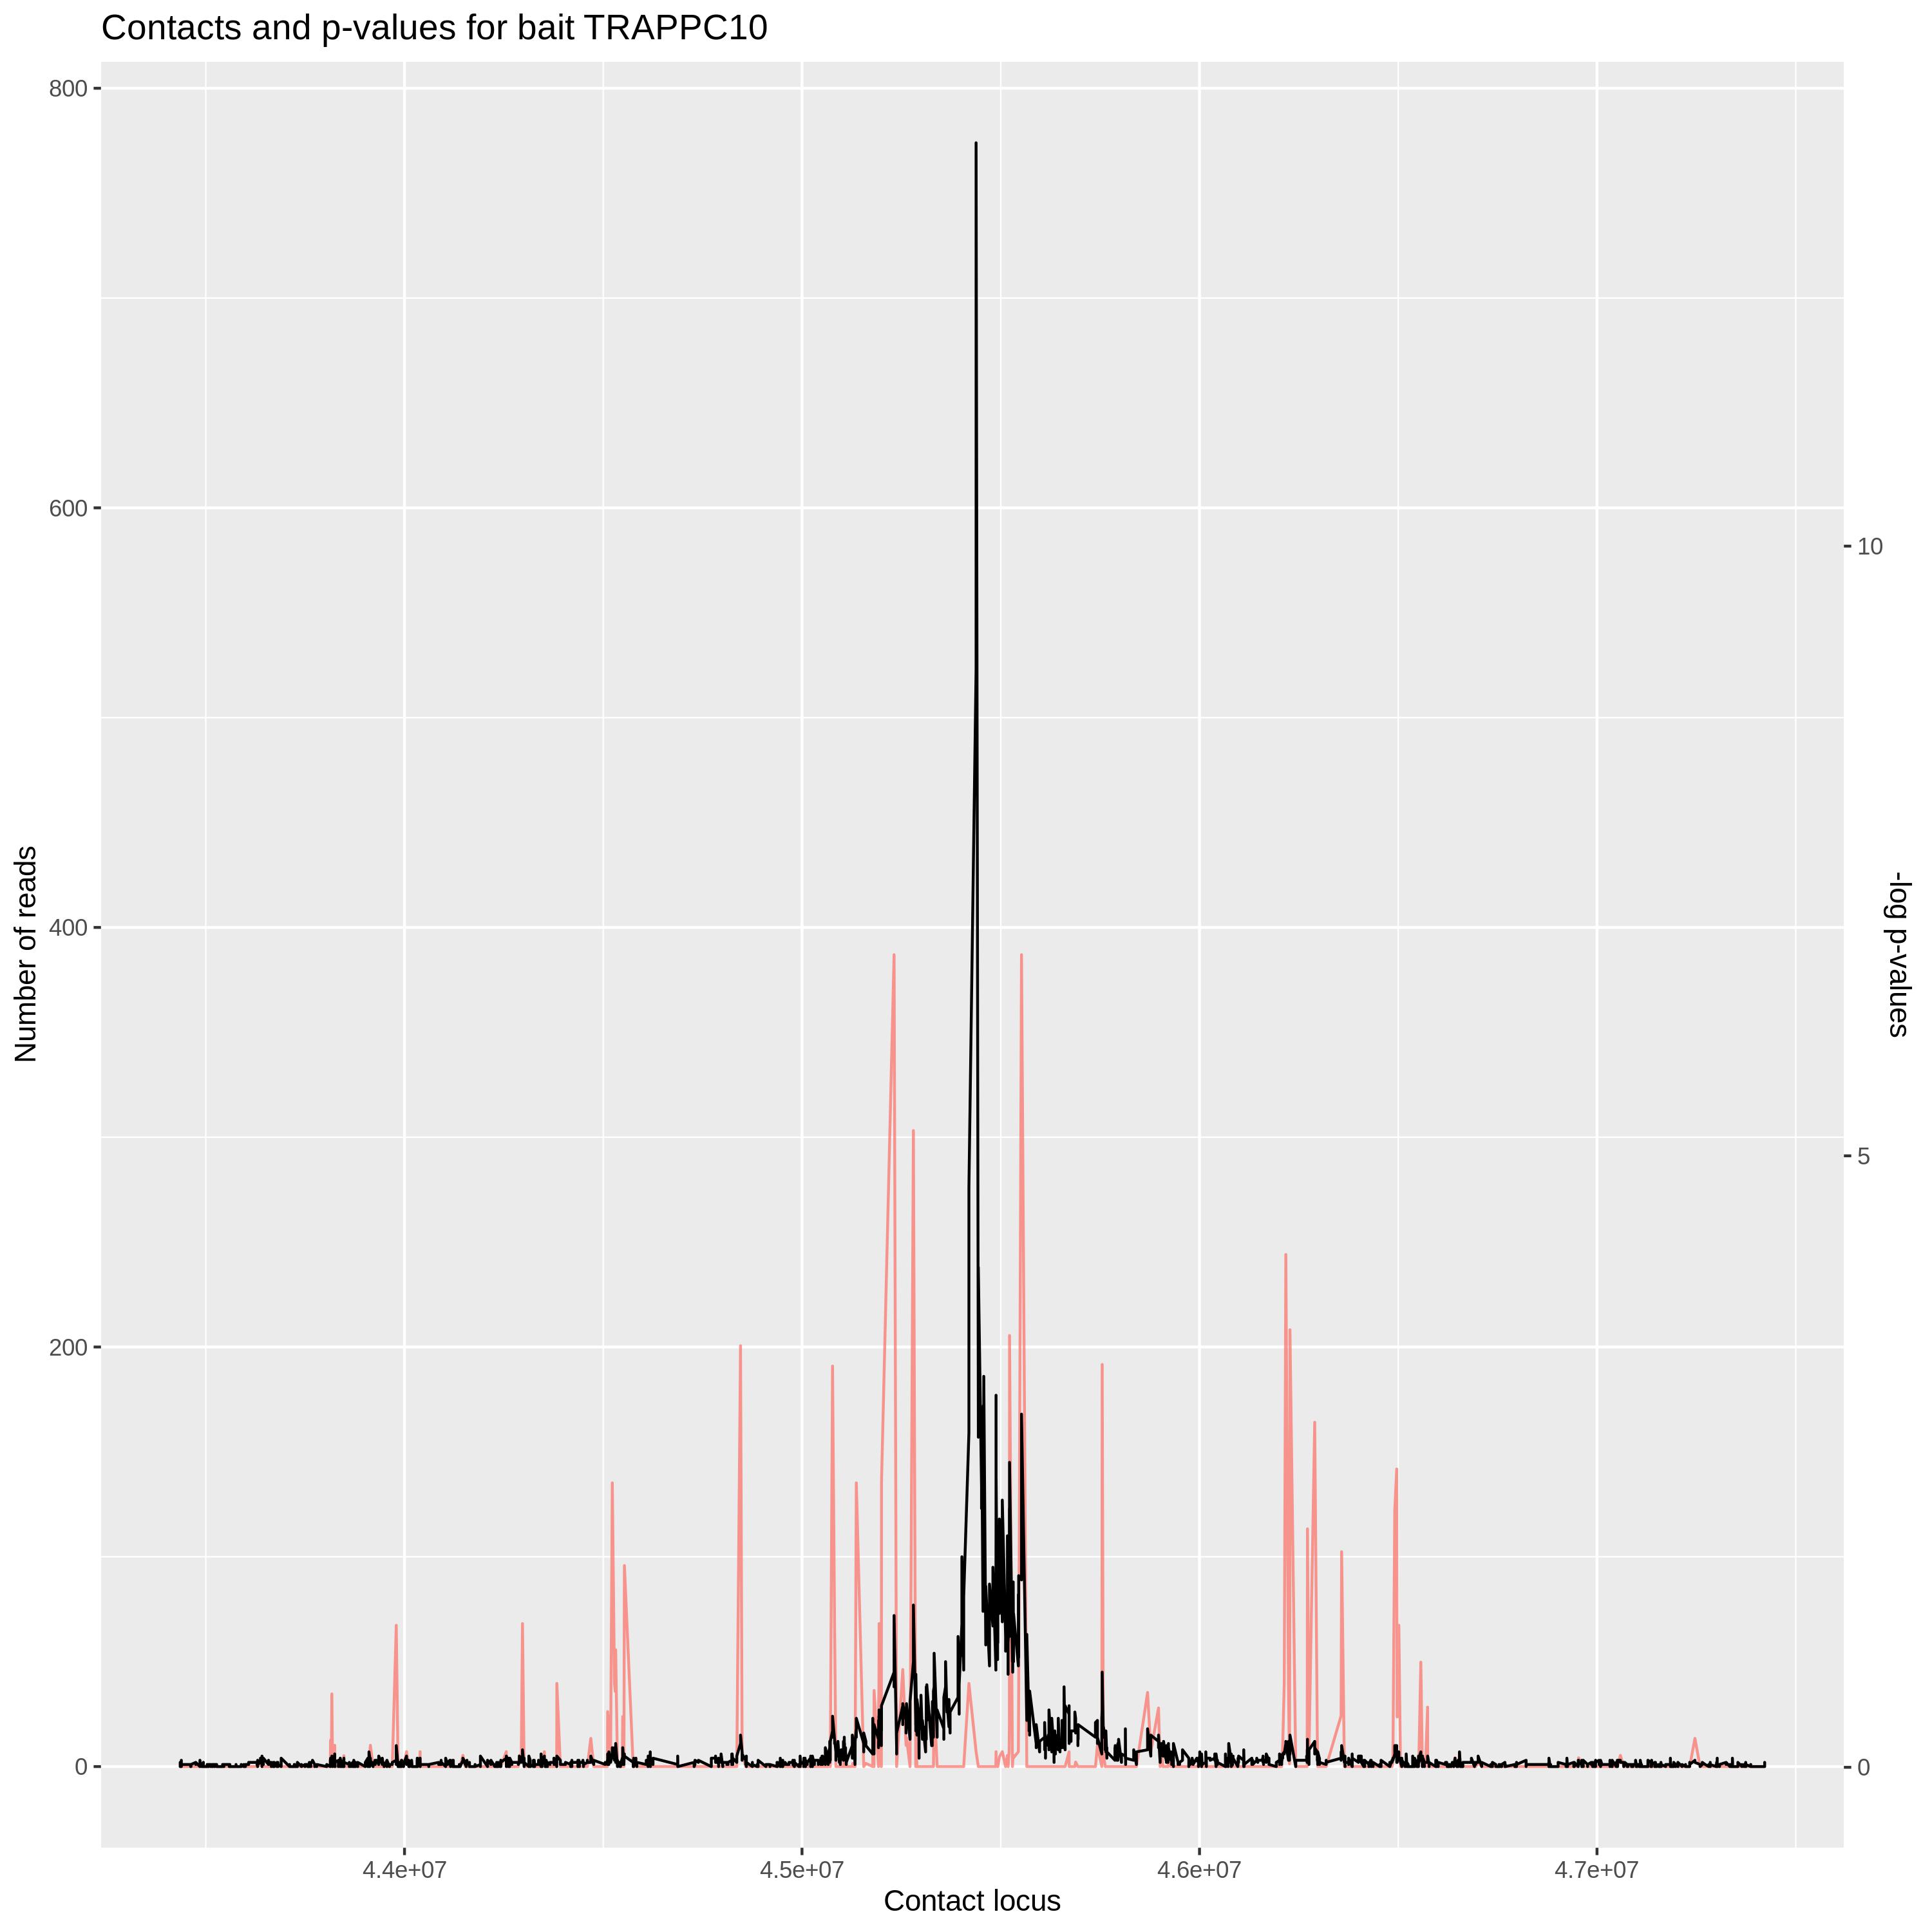 Contacts and p-values for bait TRAPPC10
800
600
400
200
0
Number of reads
10
5
0
-log p-values
4.4e+07
4.5e+07
4.6e+07
4.7e+07
Contact locus